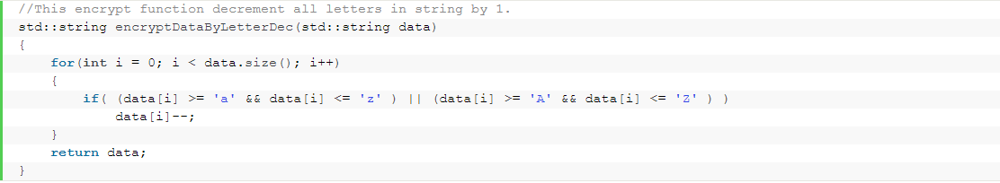 //This encrypt function decrement all letters in string by 1.
std::string encryptDataByLetterDec(std::string data)
{
    for(int i = 0; i < data.size(); i++)
    {
        if( (data[i] >= 'a' && data[i] <= 'z' ) || (data[i] >= 'A' && data[i] <= 'Z' ) )
            data[i]--;
    }
    return data;
}